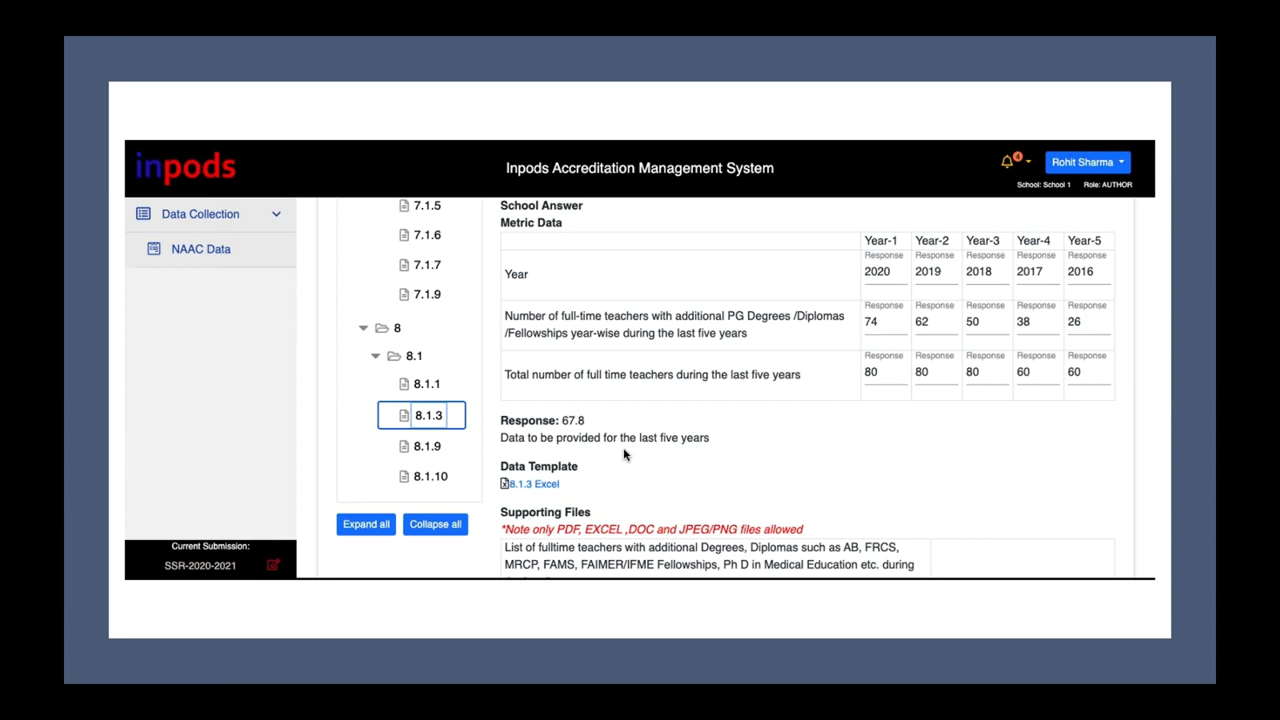 inpods
Inpods Accreditation Management System
4
Rohit Sharma
School: School 1 Role: AUTHOR
Data Collection
NAAC Data
Current Submission:
SSR-2020-2021
7.1.5
7.1.6
7.1.7
7.1.9
8
8.1
8.1.1
8.1.3
8.1.9
8.1.10
Expand all Collapse all
School Answer
Metric Data
Year-1 Year-2 Year-3 Year-4 Year-5
Response Response Response Response Response
Year 2020 2019 2018 2017 2016
Response Response Response Response Response
Number of full-time teachers with additional PG Degrees /Diplomas
/Fellowships year-wise during the last five years
74 62 50 38 26
Response Response Response Response Response
Total number of full time teachers during the last five years 80 80 80 60 60
Response: 67.8
Data to be provided for the last five years
Data Template
8.1.3 Excel
Supporting Files
*Note only PDF, EXCEL ,DOC and JPEG/PNG files allowed
List of fulltime teachers with additional Degrees, Diplomas such as AB, FRCS,
MRCP, FAMS, FAIMER/IFME Fellowships, Ph D in Medical Education etc. during